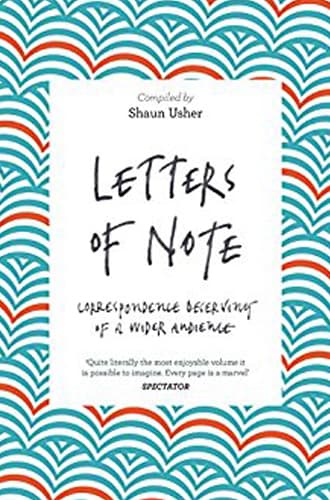 Compiled by
Shaun Usher
LETTERS
OF NOTE
CORRESPONDENCE DESERVING
OF A WIDER AUDIENCE
'Quite literally the most enjoyable volume it
is possible to imagine. Every page is a marvel'
SPECTATOR